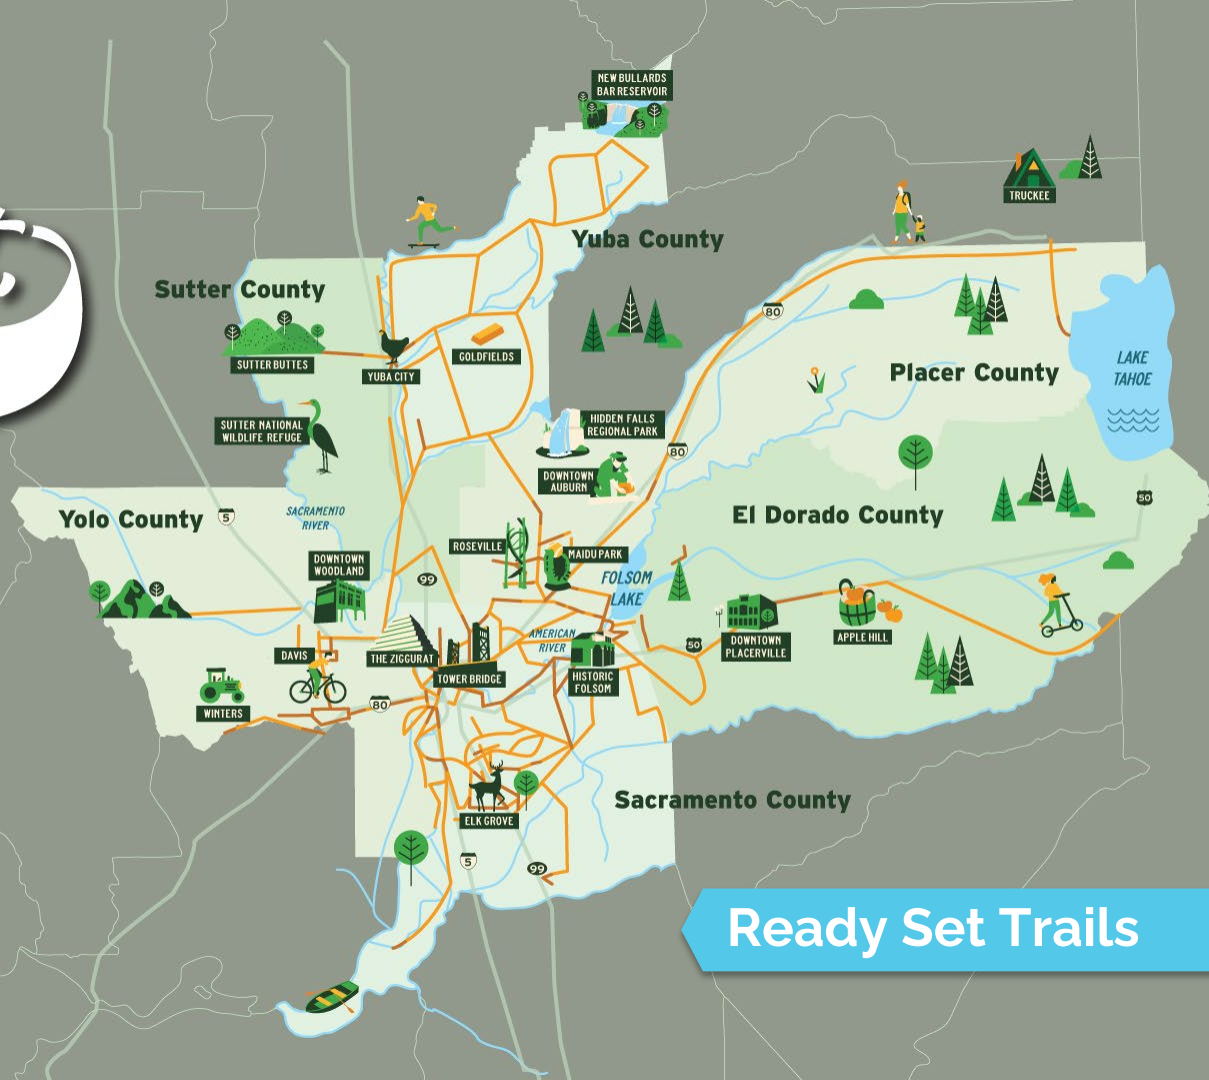 NEW BULLARDS
BAR RESERVOIR
TRUCKEE
Yuba County
Sutter County
80
GOLDFIELDS
SUTTER BUTTES
YUBA CITY
LAKE
TAHOE
Placer County
HIDDEN FALLS
REGIONAL PARK
SUTTER NATIONAL
WILDLIFE REFUGE
80
DOWNTOWN
AUBURN
50
SACRAMENTO
RIVER
Yolo County
5
El Dorado County
ROSEVILLE
MAIDU PARK
DOWNTOWN
WOODLAND
99
FOLSOM
LAKE
AMERICAN
RIVER
APPLE HILL
DOWNTOWN
PLACERVILLE
50
DAVIS
THE ZIGGURAT
TOWER BRIDGE
HISTORIC
FOLSOM
WINTERS
80
Sacramento County
ELK GROVE
5
99
Ready Set Trails